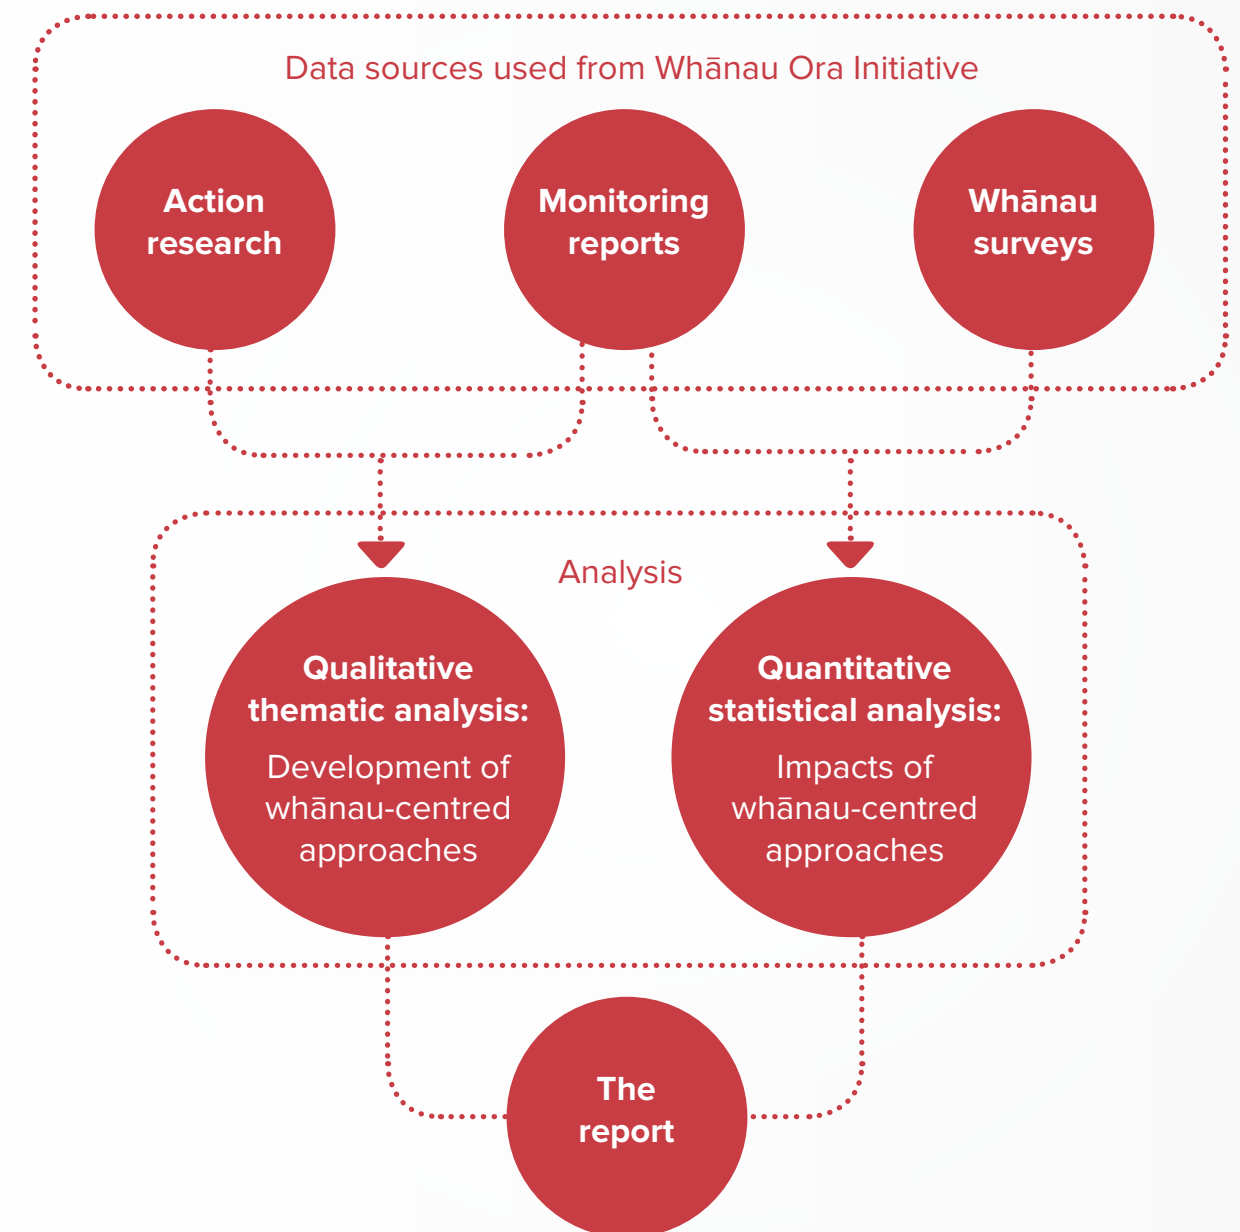 Data sources used from Whānau Ora Initiative
Action
research
Monitoring
reports
Whānau
surveys
Analysis
Qualitative
thematic analysis:
Development of
whānau-centred
approaches
Quantitative
statistical analysis:
Impacts of
whānau-centred
approaches
The
report